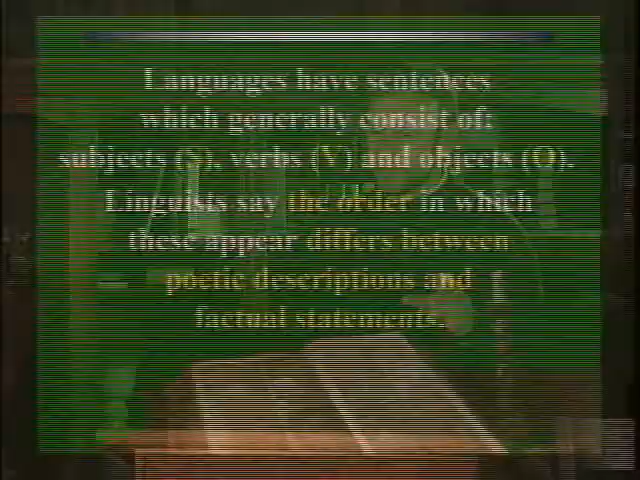 Languages have sentences
which generally consist of:
subjects (S), verbs (V) and objects (O).
Linguists say the order in which
these appear differs between
poetic descriptions and
factual statements.